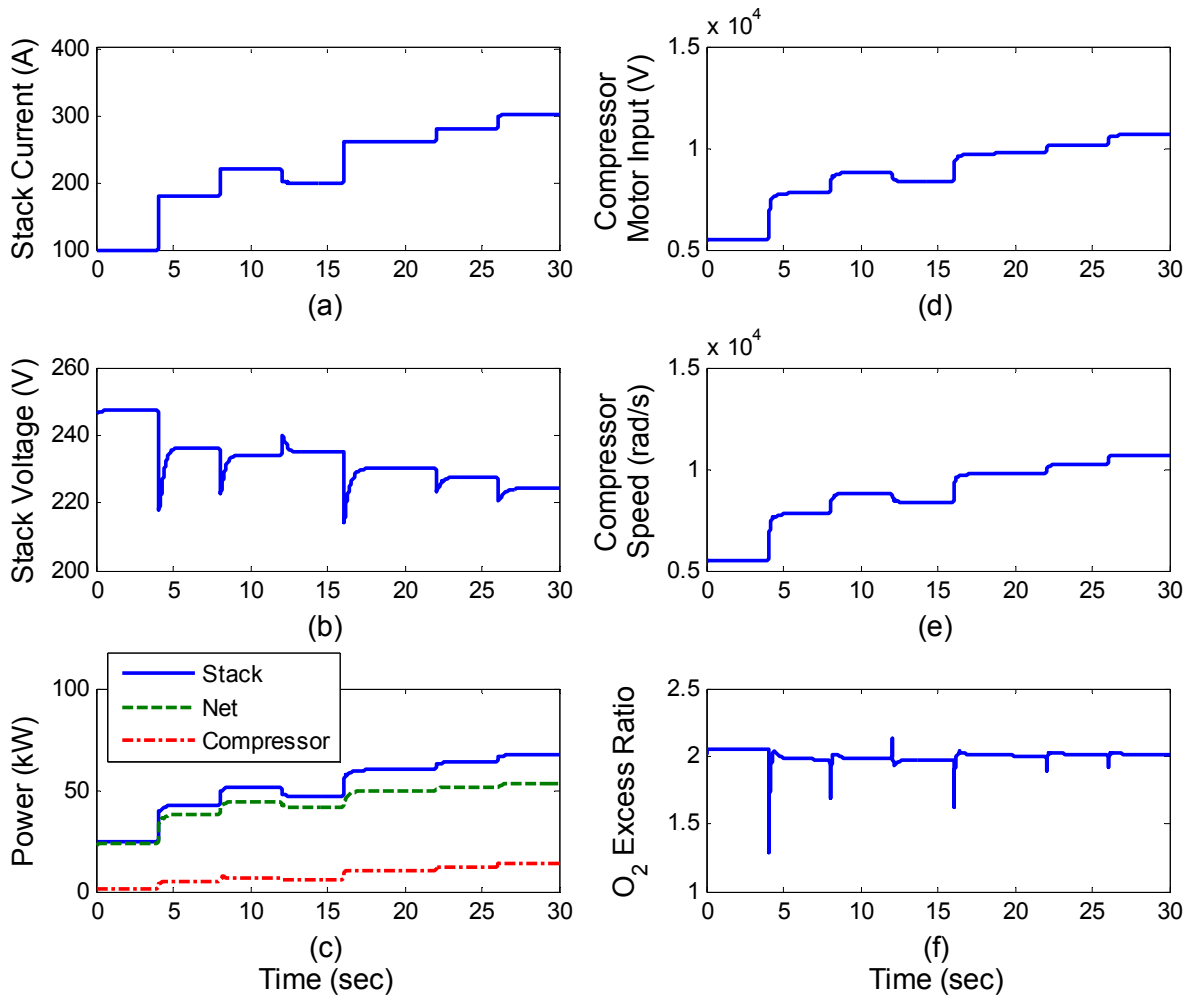 Stack Current (A)
400
300
200
100
0 5 10 15 20 25 30
(a)
x 10^4
Compressor
Motor Input (V)
1.5
1
0.5
0 5 10 15 20 25 30
(d)
Stack Voltage (V)
260
240
220
200
0 5 10 15 20 25 30
(b)
x 10^4
Compressor
Speed (rad/s)
1.5
1
0.5
0 5 10 15 20 25 30
(e)
Power (kW)
100
50
0
Stack
Net
Compressor
0 5 10 15 20 25 30
(c)
Time (sec)
O2 Excess Ratio
2.5
2
1.5
1
0 5 10 15 20 25 30
(f)
Time (sec)